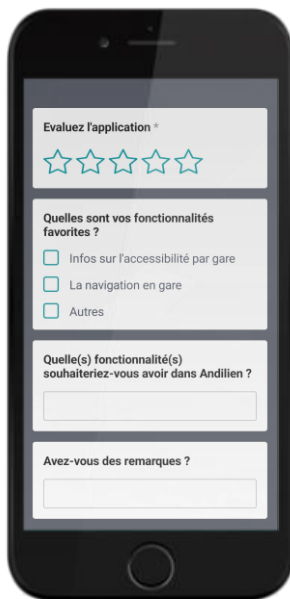 Evaluez l'application *
Quelles sont vos fonctionnalités
favorites ?
Infos sur l'accessibilité par gare
La navigation en gare
Autres
Quelle(s) fonctionnalité(s)
souhaiteriez-vous avoir dans Andilien ?
Avez-vous des remarques ?